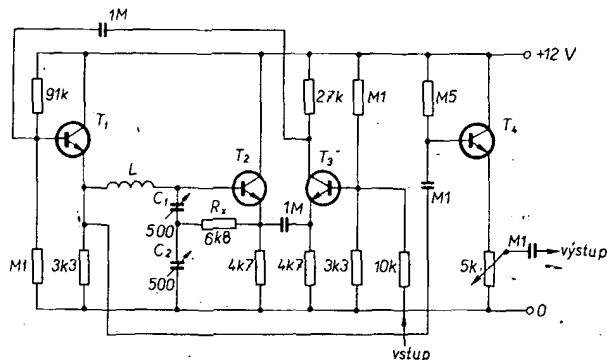 1M
+12 V
91k
27k
M1
M5
T1
T2
T3
T4
L
C1
500
Rx
6k8
1M
M1
C2
500
M1
3k3
4k7
4k7
3k3
10k
5k
M1
výstup
0
vstup